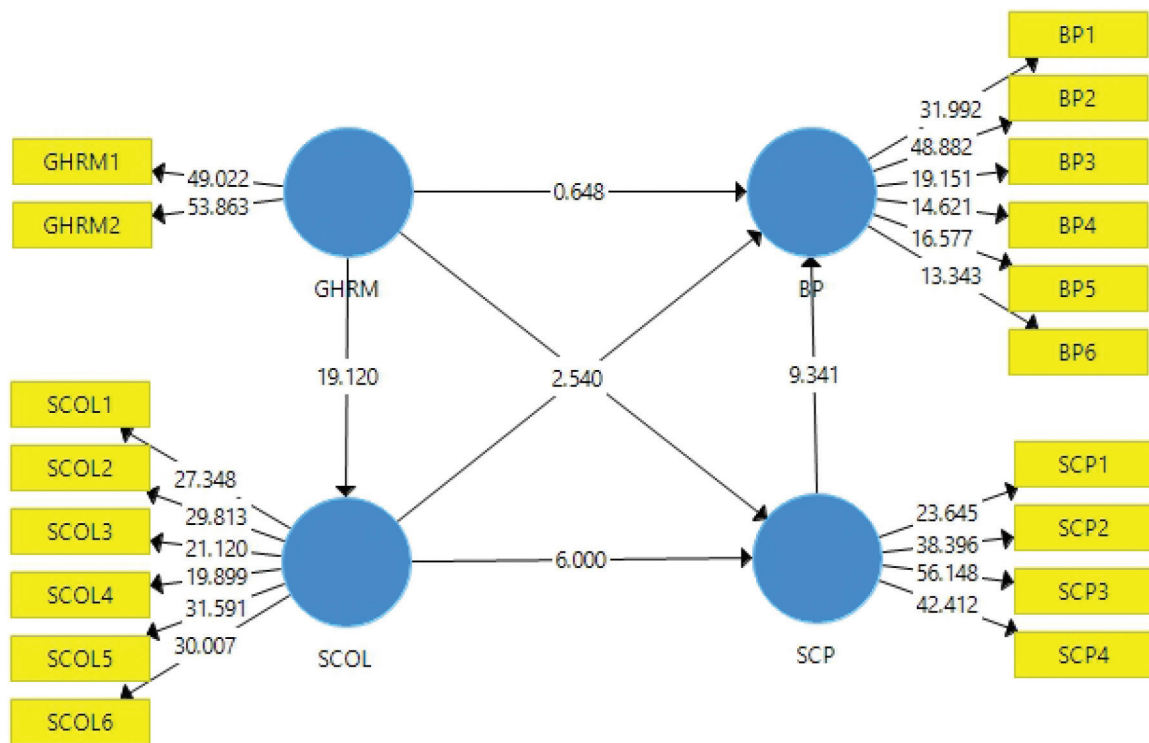 BP1
BP2
BP3
BP4
BP5
BP6
31.992
48.882
19.151
14.621
16.577
13.343
GHRM1
GHRM2
49.022
53.863
0.648
GHRM
BP
19.120
2.540
9.341
SCOL1
SCOL2
SCOL3
SCOL4
SCOL5
SCOL6
27.348
29.813
21.120
19.899
31.591
30.007
6.000
SCOL
SCP
23.645
38.396
56.148
42.412
SCP1
SCP2
SCP3
SCP4